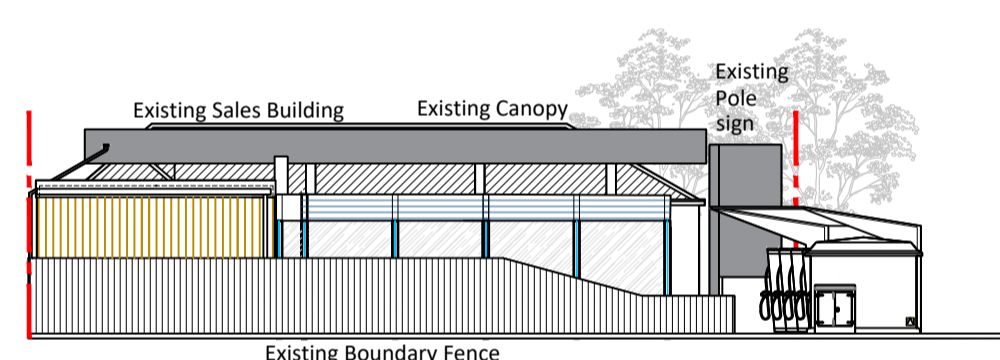 Existing Sales Building
Existing Canopy
Existing
Pole
sign
Existing Boundary Fence